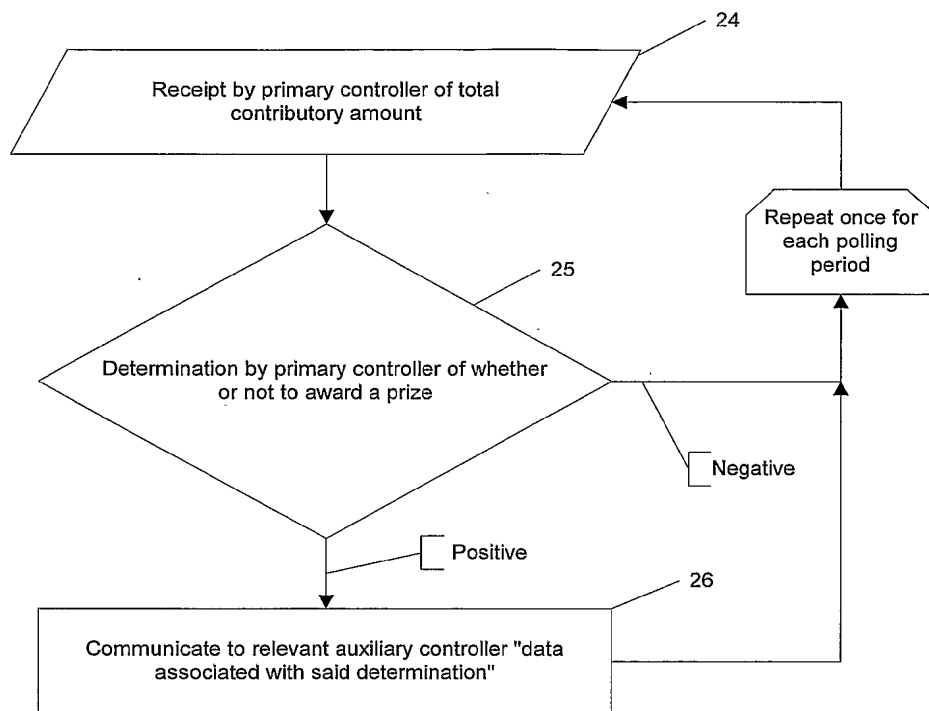 24
Receipt by primary controller of total
contributory amount
Repeat once for
each polling
period
25
Determination by primary controller of whether
or not to award a prize
Negative
Positive
26
Communicate to relevant auxiliary controller "data
associated with said determination"